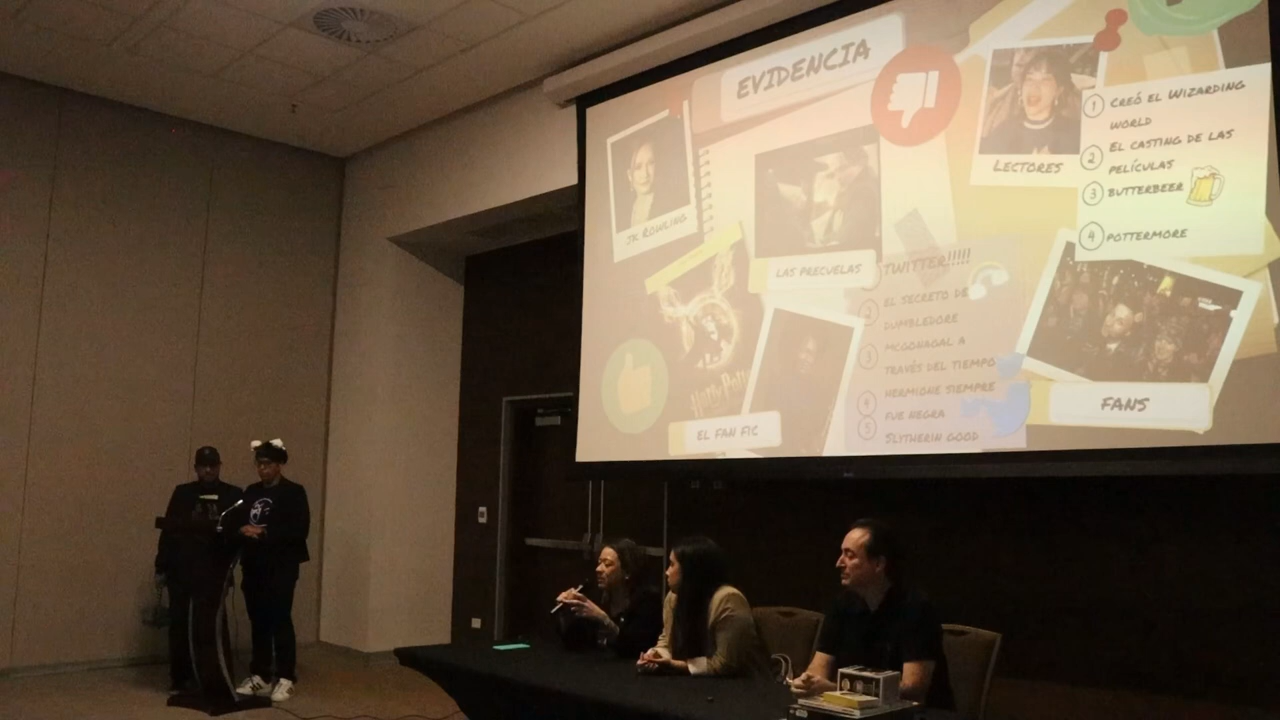 EVIDENCIA
JK ROWLING
LAS PRECUELAS
LECTORES
1 CREÓ EL WIZARDING
WORLD
2 EL CASTING DE LAS
PELÍCULAS
3 BUTTERBEER
4 POTTERMORE
TWITTER!!!!!
2 EL SECRETO DE
DUMBLEDORE
3 MCGONAGAL A
TRAVÉS DEL TIEMPO
4 HERMIONE SIEMPRE
FUE NEGRA
5 SLYTHERIN GOOD
Harry Potter
EL FAN FIC
FANS